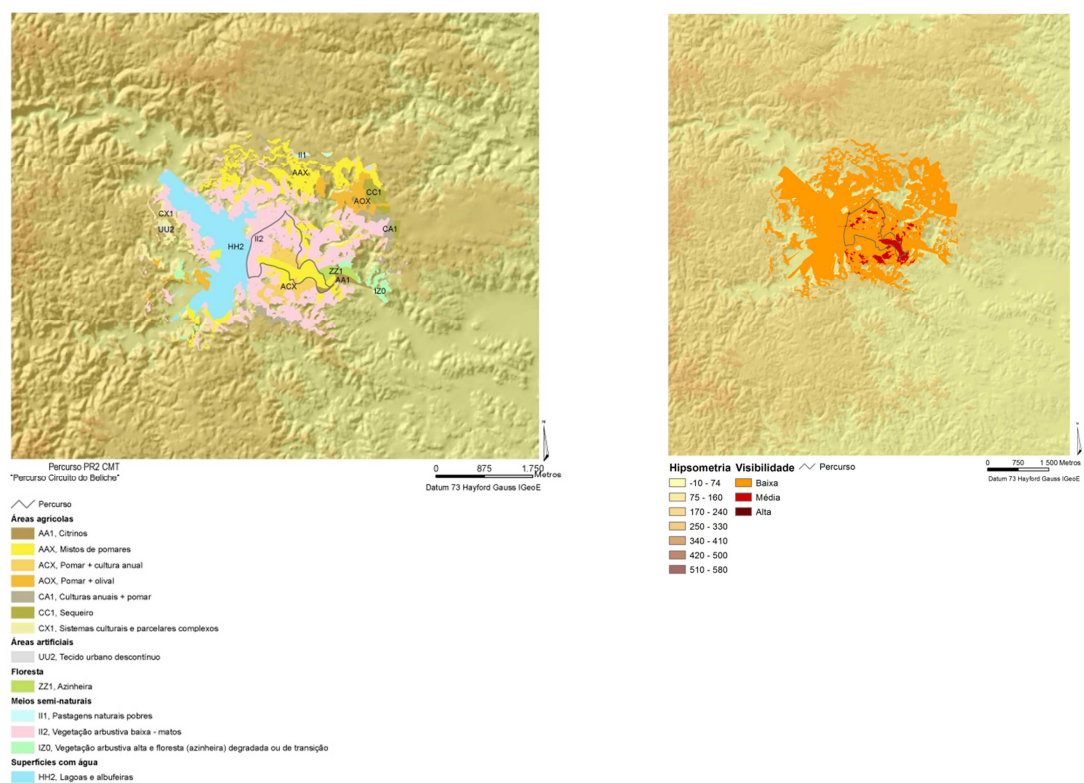 II1
AAX
CC1
AOX
CX1
UU2
CA1
II2
HH2
ZZ1
AA1
ACX
IZ0
N
Percurso PR2 CMT
"Percurso Circuito do Beliche"
0 875 1.750 Metros
Datum 73 Hayford Gauss IGeoE
Percurso
Áreas agrícolas
AA1, Citrinos
AAX, Mistos de pomares
ACX, Pomar + cultura anual
AOX, Pomar + olival
CA1, Culturas anuais + pomar
CC1, Sequeiro
CX1, Sistemas culturais e parcelares complexos
Áreas artificiais
UU2, Tecido urbano descontínuo
Floresta
ZZ1, Azinheira
Meios semi-naturais
II1, Pastagens naturais pobres
II2, Vegetação arbustiva baixa - matos
IZ0, Vegetação arbustiva alta e floresta (azinheira) degradada ou de transição
Superfícies com água
HH2, Lagoas e albufeiras
N
0 750 1 500 Metros
Datum 73 Hayford Gauss IGeoE
Hipsometria Visibilidade Percurso
-10 - 74 Baixa
75 - 160 Média
170 - 240 Alta
250 - 330
340 - 410
420 - 500
510 - 580